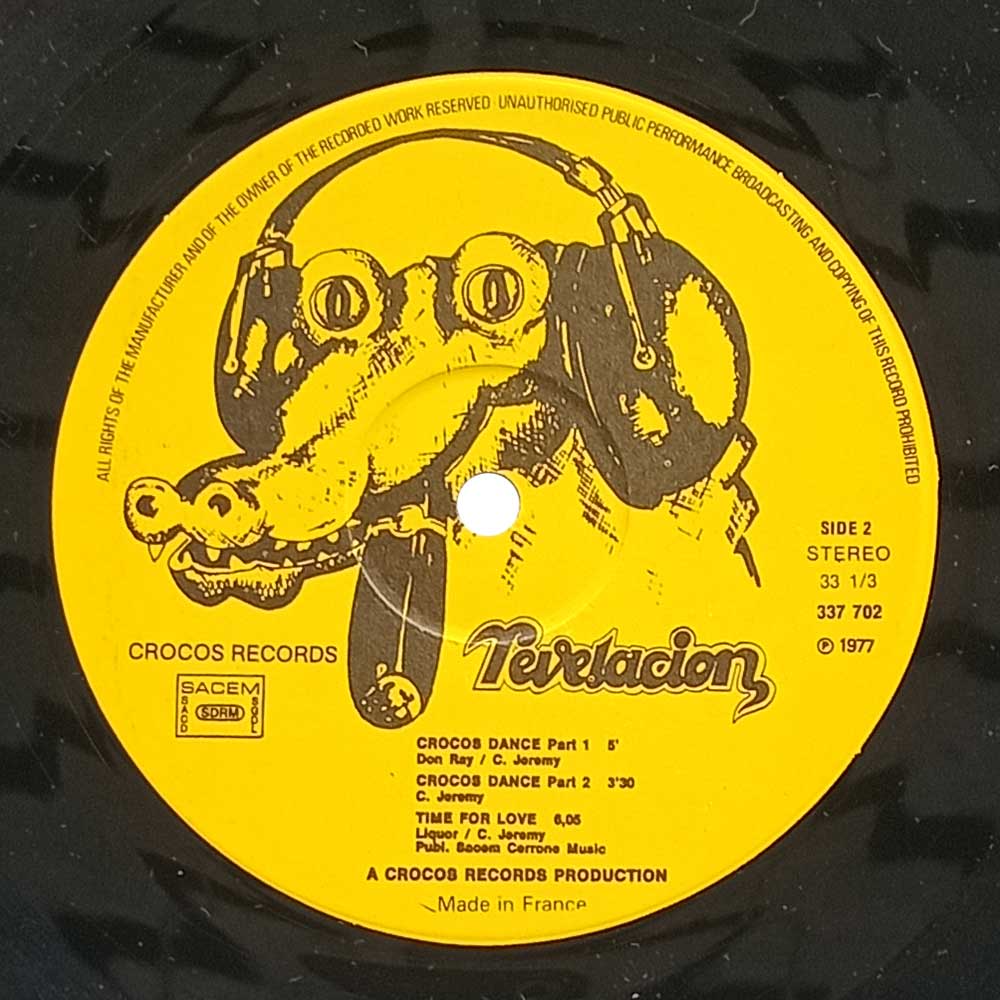 ALL RIGHTS OF THE MANUFACTURER AND OF THE OWNER OF THE RECORDED WORK RESERVED UNAUTHORISED PUBLIC PERFORMANCE BROADCASTING AND COPYING OF THIS RECORD PROHIBITED
SIDE 2
STEREO
33 1/3
337 702
℗ 1977
CROCOS RECORDS
SACEM
SACD
SDRM
SGDL
revelacion
CROCOS DANCE Part 1 5'
Don Ray / C. Jeremy
CROCOS DANCE Part 2 3'30
C. Jeremy
TIME FOR LOVE 6,05
Liquor / C. Jeremy
Publ. Sacem Cerrone Music
A CROCOS RECORDS PRODUCTION
Made in France